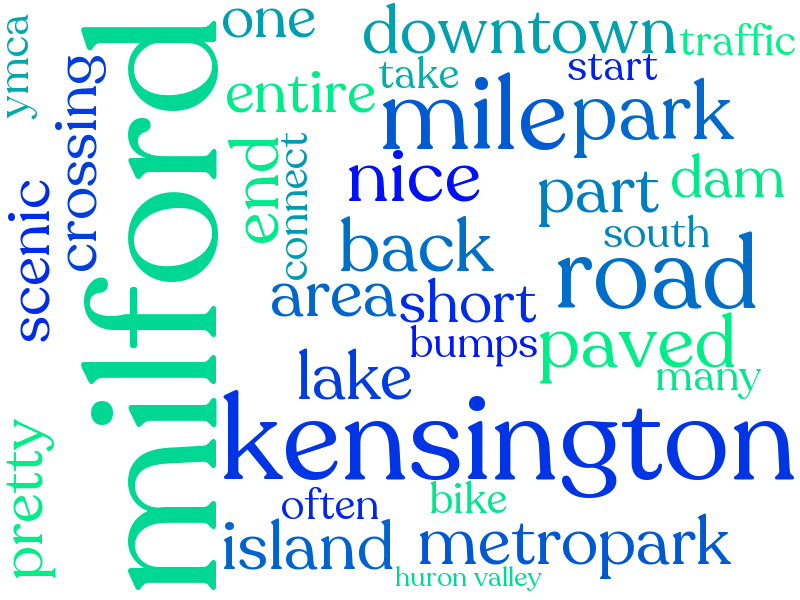 ymca
scenic
pretty
crossing
milford
one
downtown
traffic
take
start
entire
mile
park
end
connect
nice
part
dam
back
south
road
area
short
bumps
paved
many
lake
kensington
often
bike
island
metropark
huron valley